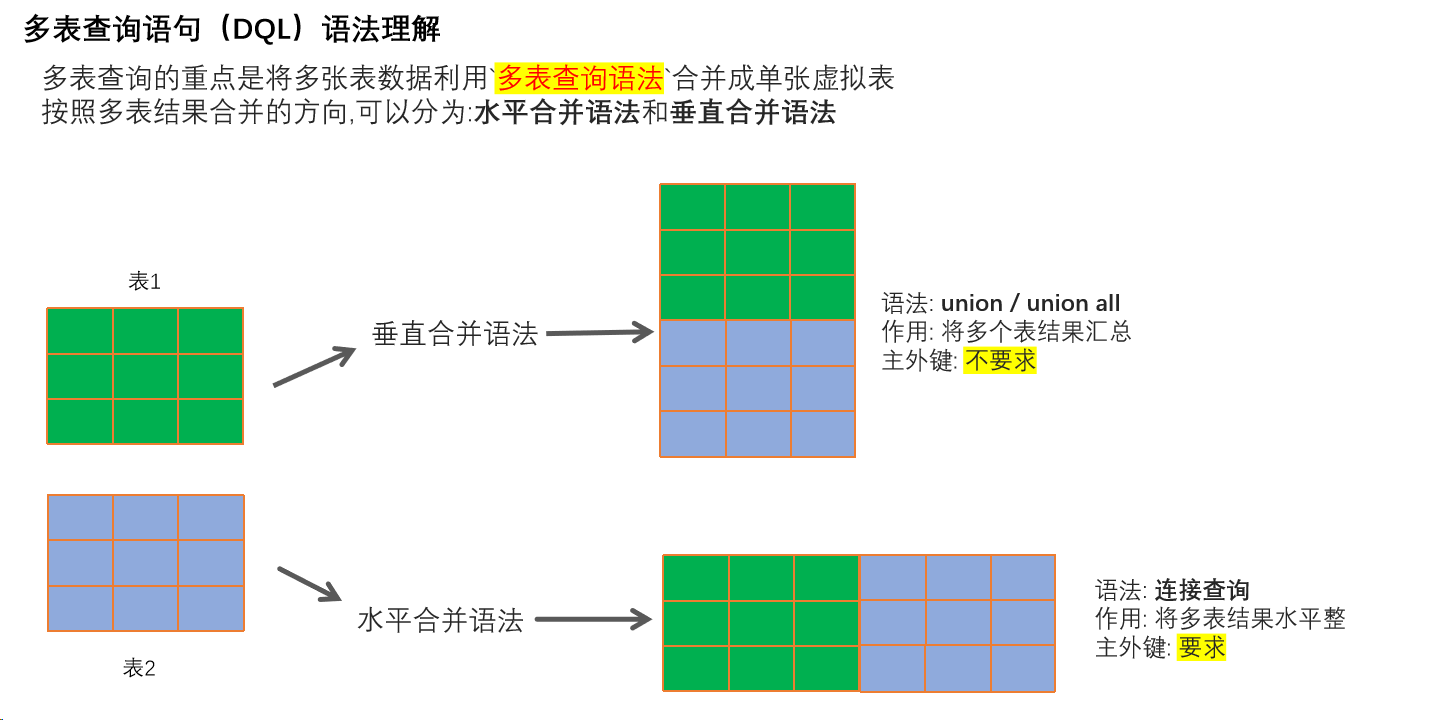 多表查询语句（DQL）语法理解
多表查询的重点是将多张表数据利用`多表查询语法`合并成单张虚拟表
按照多表结果合并的方向,可以分为:水平合并语法和垂直合并语法
表1
垂直合并语法
语法: union / union all
作用: 将多个表结果汇总
主外键: 不要求
表2
水平合并语法
语法: 连接查询
作用: 将多表结果水平整
主外键: 要求